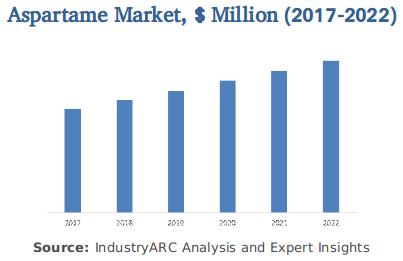 Aspartame Market, $ Million (2017-2022)
2017 2018 2019 2020 2021 2022
Source: IndustryARC Analysis and Expert Insights